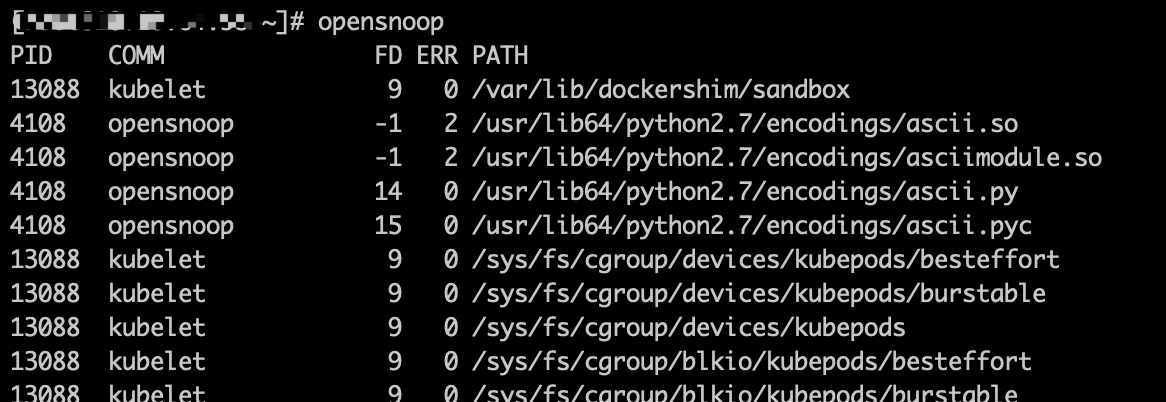 ~]# opensnoop
PID    COMM               FD ERR PATH
13088  kubelet             9   0 /var/lib/dockershim/sandbox
4108   opensnoop          -1   2 /usr/lib64/python2.7/encodings/ascii.so
4108   opensnoop          -1   2 /usr/lib64/python2.7/encodings/asciimodule.so
4108   opensnoop          14   0 /usr/lib64/python2.7/encodings/ascii.py
4108   opensnoop          15   0 /usr/lib64/python2.7/encodings/ascii.pyc
13088  kubelet             9   0 /sys/fs/cgroup/devices/kubepods/besteffort
13088  kubelet             9   0 /sys/fs/cgroup/devices/kubepods/burstable
13088  kubelet             9   0 /sys/fs/cgroup/devices/kubepods
13088  kubelet             9   0 /sys/fs/cgroup/blkio/kubepods/besteffort
13088  kubelet             9   0 /sys/fs/cgroup/blkio/kubepods/burstable